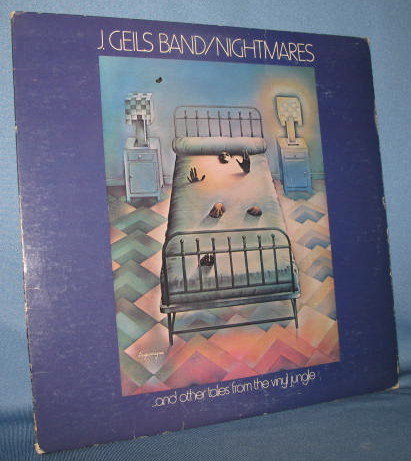 J. GEILS BAND/NIGHTMARES
...and other tales from the vinyl jungle